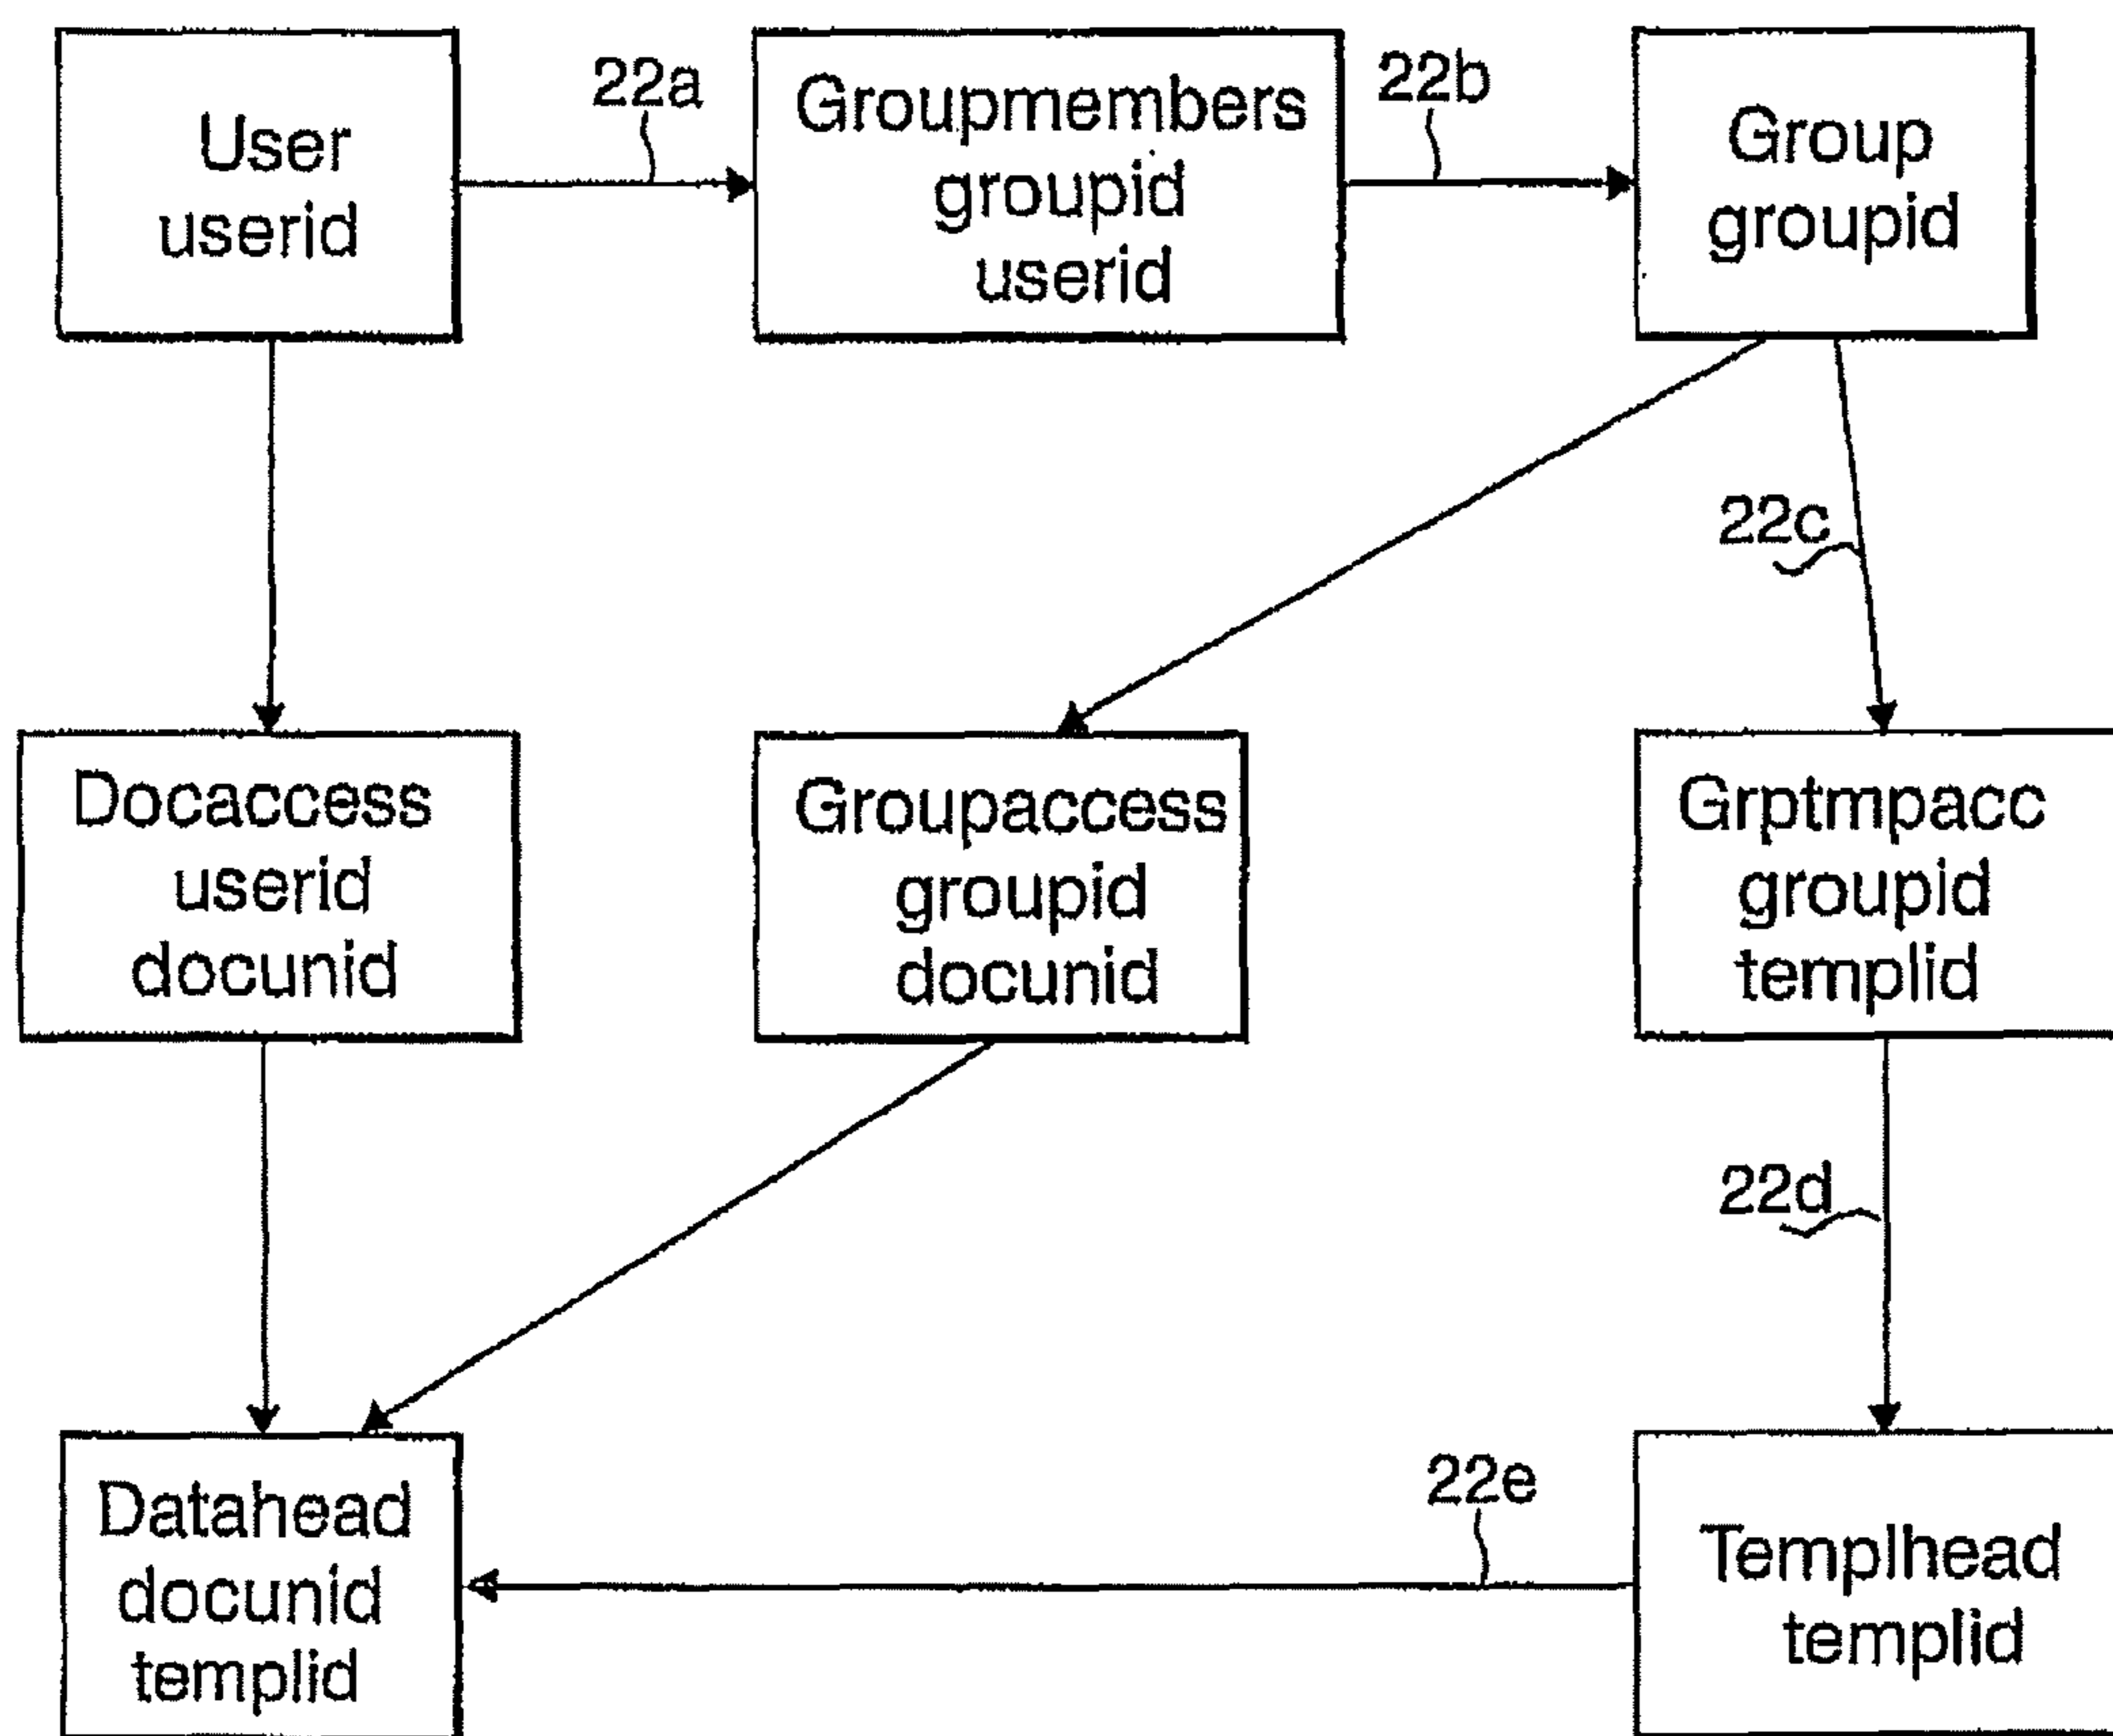 User
userid
22a
Groupmembers
groupid
userid
22b
Group
groupid
22c
Docaccess
userid
docunid
Groupaccess
groupid
docunid
Grptmpacc
groupid
templid
22d
Datahead
docunid
templid
22e
Templhead
templid